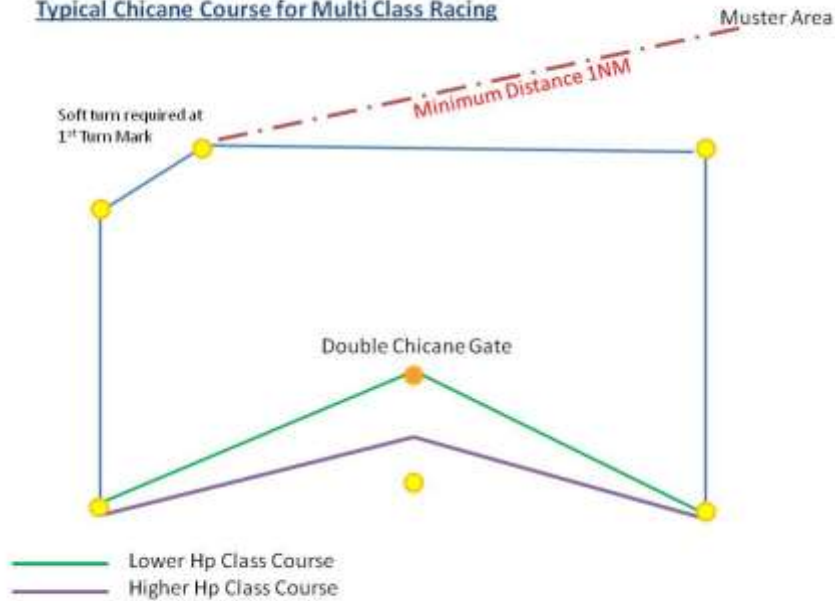 Typical Chicane Course for Multi Class Racing
Muster Area
Minimum Distance 1NM
Soft turn required at
1st Turn Mark
Double Chicane Gate
Lower Hp Class Course
Higher Hp Class Course